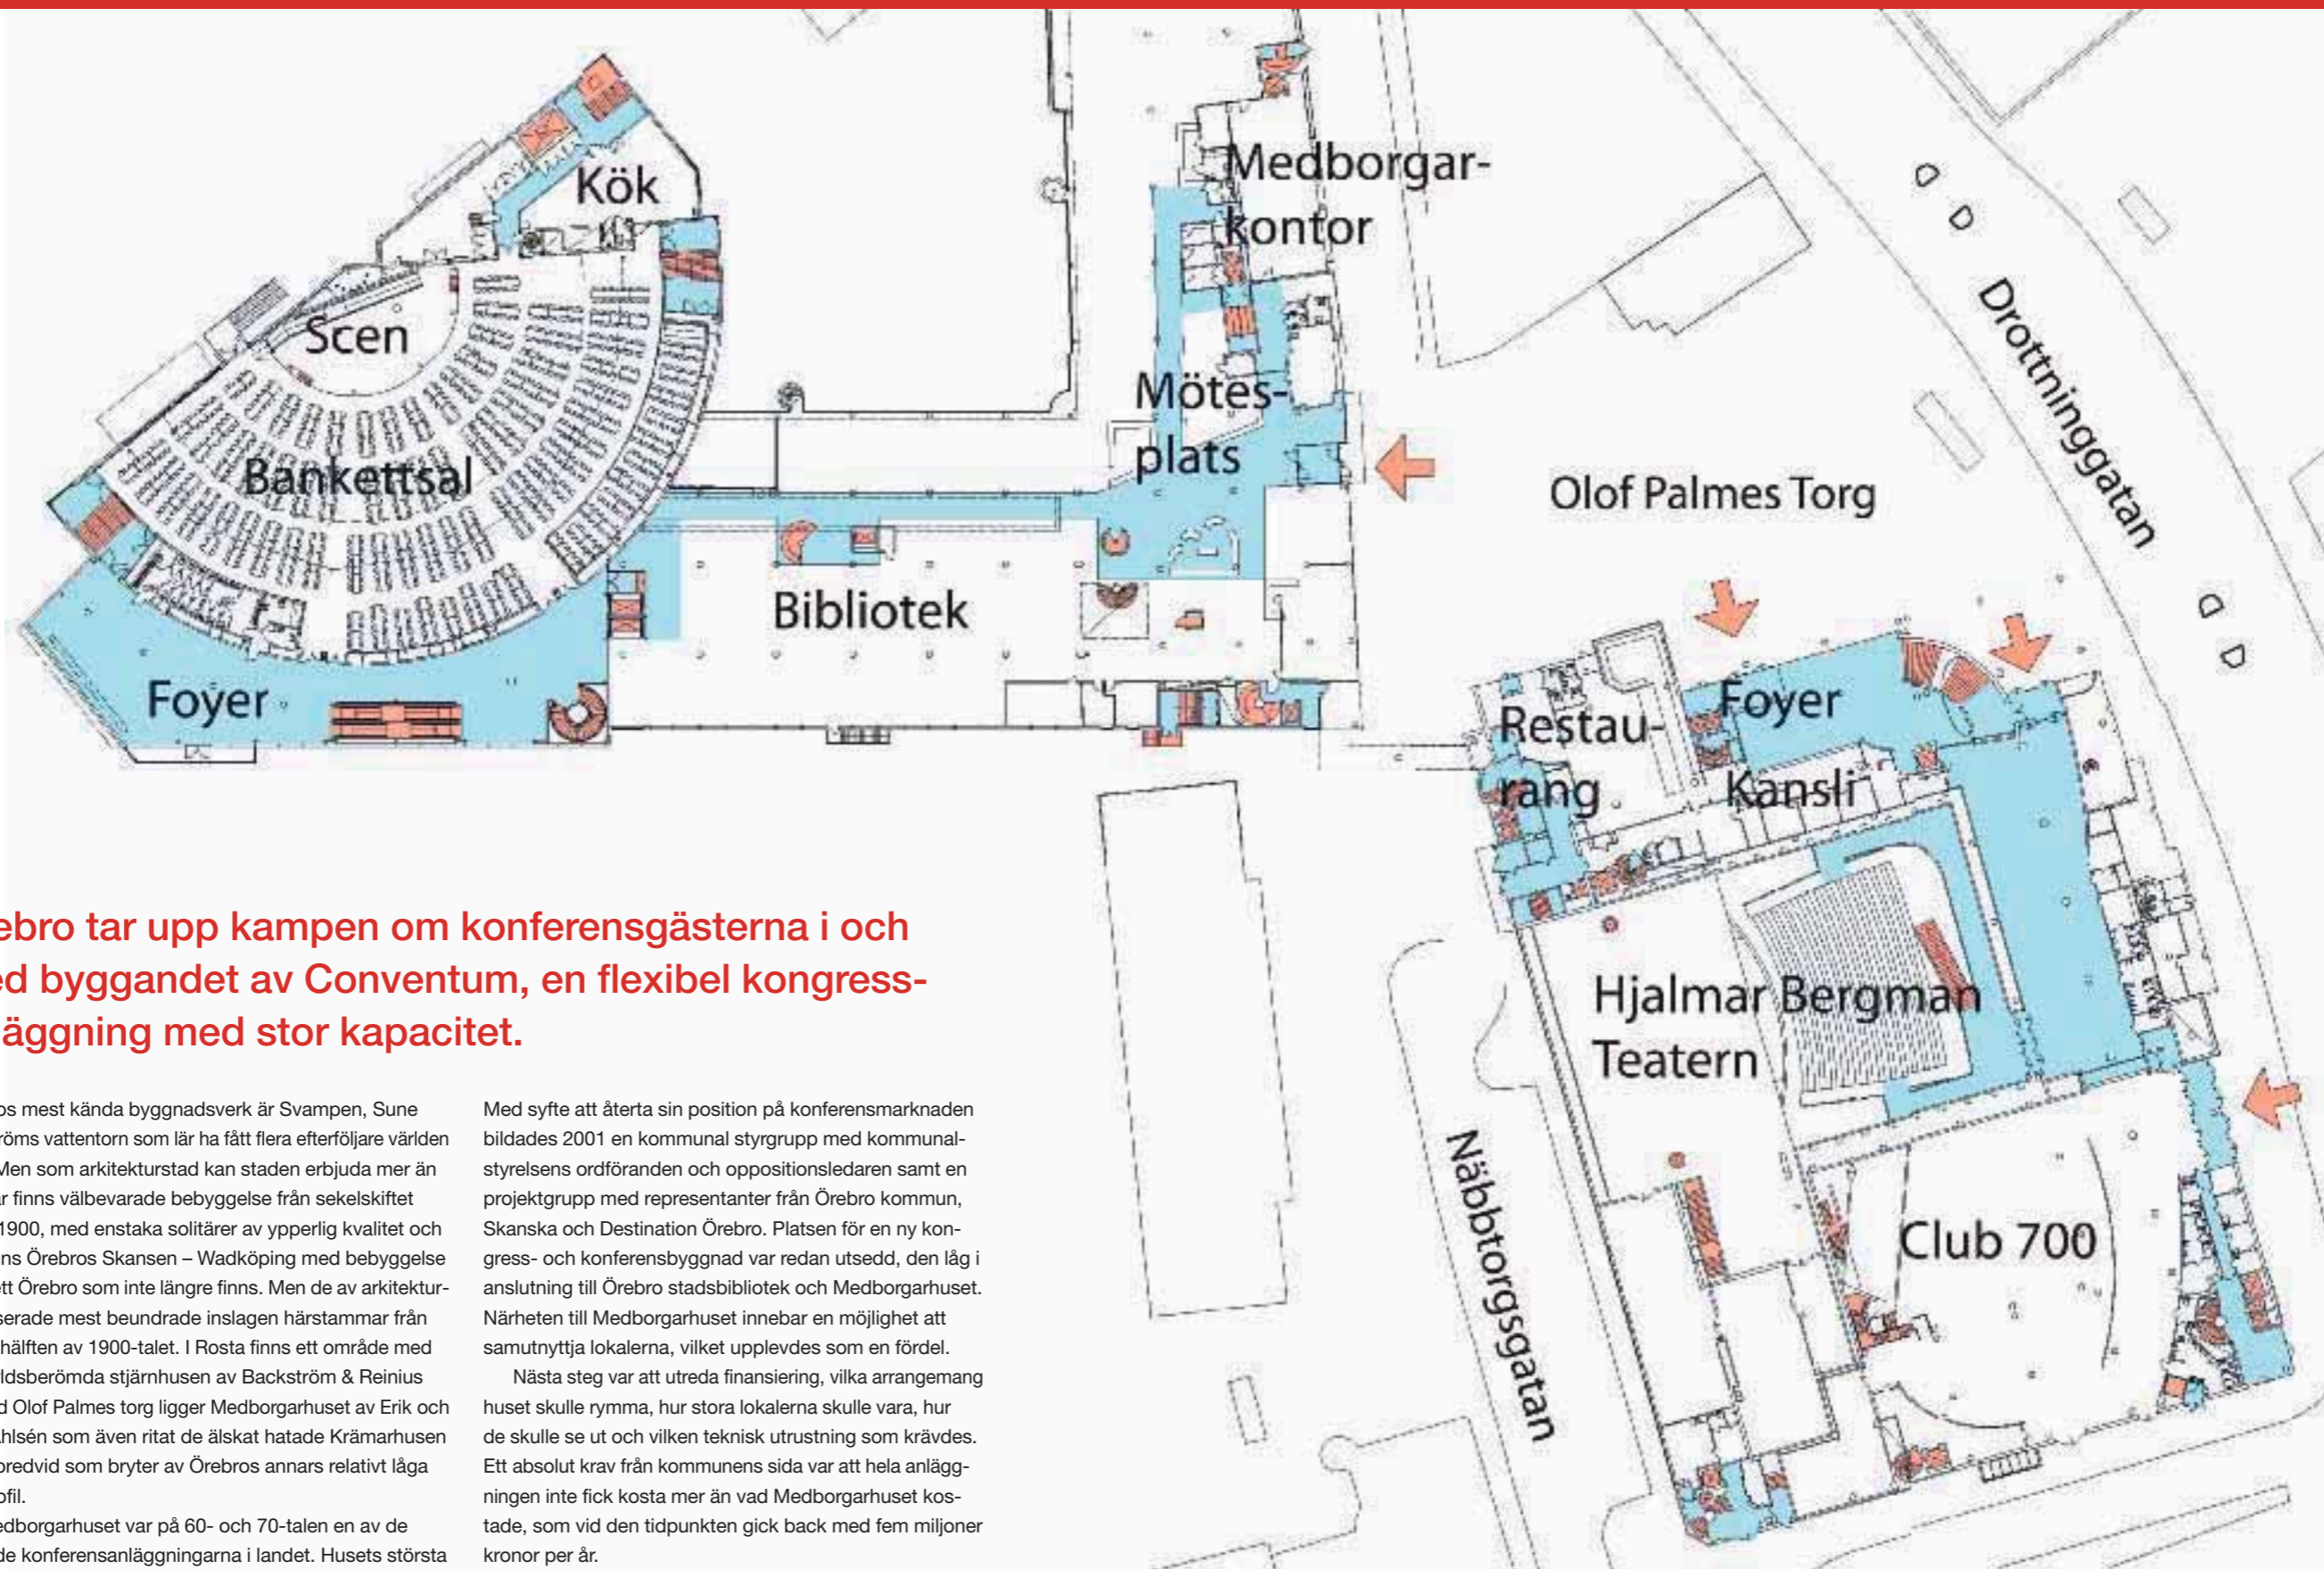 Kök
Scen
Bankettsal
Foyer
Bibliotek
Medborgar-
kontor
Mötes-
plats
Olof Palmes Torg
Drottninggatan
Restau-
rang
Foyer
Kansli
Hjalmar Bergman
Teatern
Club 700
Näbbtorgsgatan
ebro tar upp kampen om konferensgästerna i och
d byggandet av Conventum, en flexibel kongress-
läggning med stor kapacitet.
os mest kända byggnadsverk är Svampen, Sune
röms vattentorn som lär ha fått flera efterföljare världen
Men som arkitekturstad kan staden erbjuda mer än
r finns välbevarade bebyggelse från sekelskiftet
1900, med enstaka solitärer av ypperlig kvalitet och
ns Örebros Skansen – Wadköping med bebyggelse
ett Örebro som inte längre finns. Men de av arkitektur-
serade mest beundrade inslagen härstammar från
hälften av 1900-talet. I Rosta finns ett område med
ldsberömda stjärnhusen av Backström & Reinius
d Olof Palmes torg ligger Medborgarhuset av Erik och
Ahlsén som även ritat de älskat hatade Krämarhusen
bredvid som bryter av Örebros annars relativt låga
ofil.
edborgarhuset var på 60- och 70-talen en av de
de konferensanläggningarna i landet. Husets största
Med syfte att återta sin position på konferensmarknaden
bildades 2001 en kommunal styrgrupp med kommunal-
styrelsens ordföranden och oppositionsledaren samt en
projektgrupp med representanter från Örebro kommun,
Skanska och Destination Örebro. Platsen för en ny kon-
gress- och konferensbyggnad var redan utsedd, den låg i
anslutning till Örebro stadsbibliotek och Medborgarhuset.
Närheten till Medborgarhuset innebar en möjlighet att
samutnyttja lokalerna, vilket upplevdes som en fördel.
Nästa steg var att utreda finansiering, vilka arrangemang
huset skulle rymma, hur stora lokalerna skulle vara, hur
de skulle se ut och vilken teknisk utrustning som krävdes.
Ett absolut krav från kommunens sida var att hela anlägg-
ningen inte fick kosta mer än vad Medborgarhuset kos-
tade, som vid den tidpunkten gick back med fem miljoner
kronor per år.